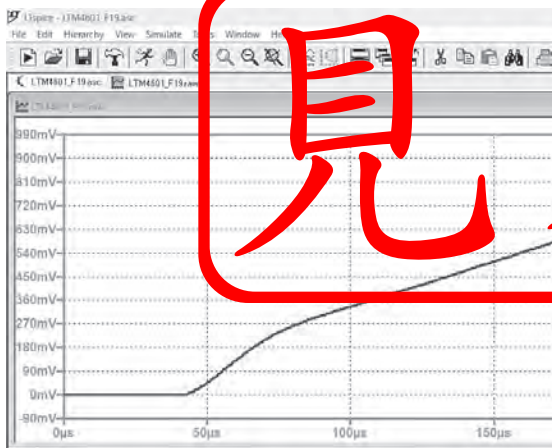 LTspice - LTM4601_F19.asc
File Edit Hierarchy View Simulate Tools Window
見
LTM4601_F19.asc LTM4601_F19.raw
990mV
900mV
810mV
720mV
630mV
540mV
450mV
360mV
270mV
180mV
90mV
0mV
-90mV
0µs 50µs 100µs 150µs